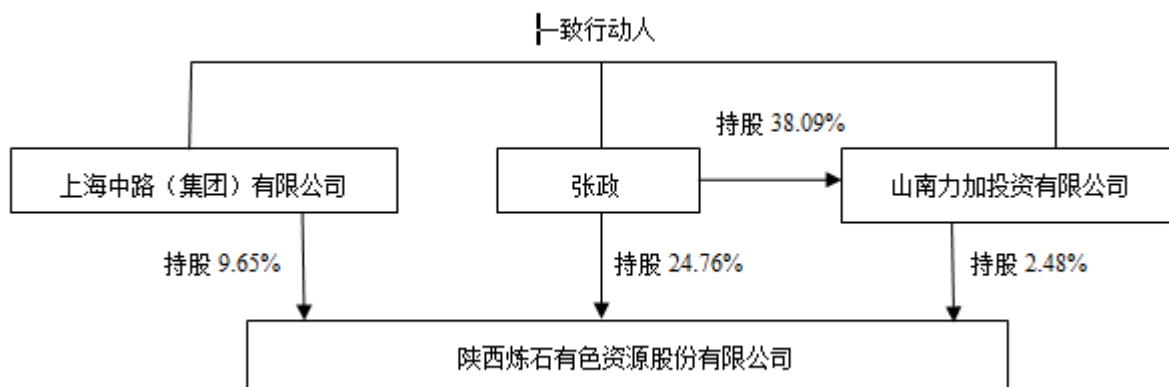 一致行动人
持股 38.09%
上海中路（集团）有限公司
张政
山南力加投资有限公司
持股 9.65%
持股 24.76%
持股 2.48%
陕西炼石有色资源股份有限公司